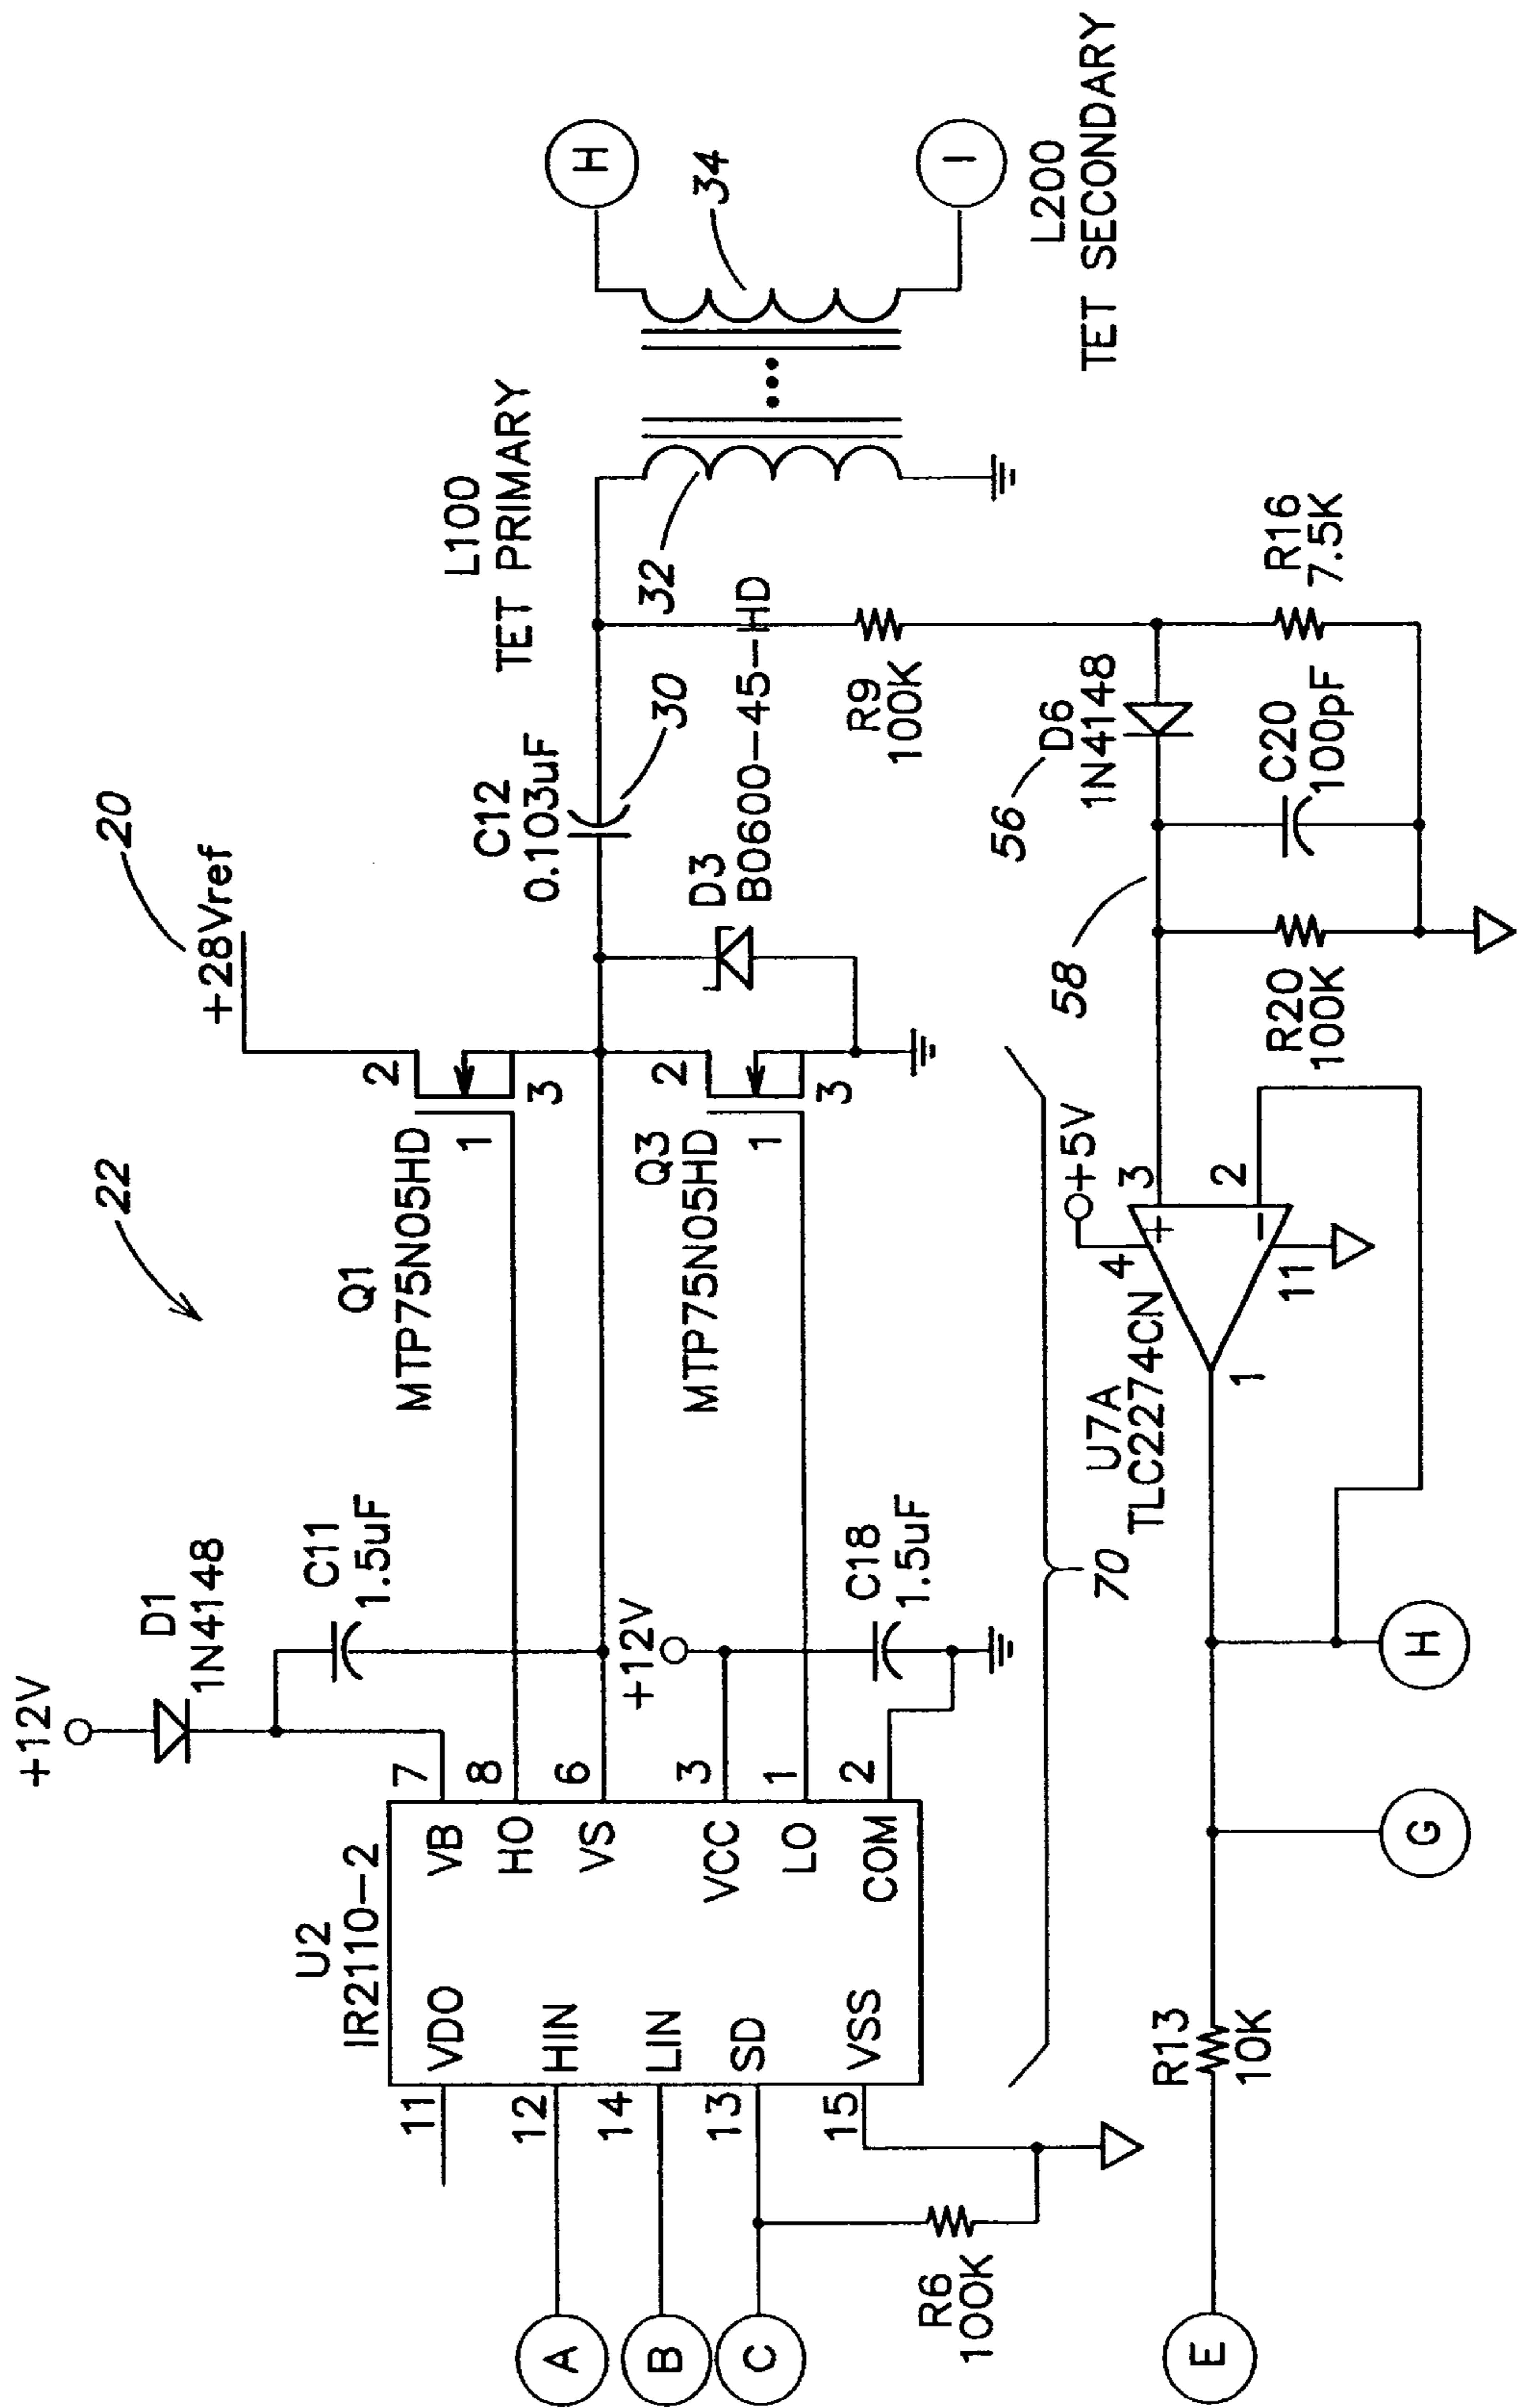 22
20
+12V
D1
1N4148
C11
1.5uF
+28Vref
Q1
MTP75N05HD
2
1
3
C12
0.103uF
30
L100
TET PRIMARY
32
34
H
I
L200
TET SECONDARY
U2
IR2110-2
11
VDO
12
HIN
14
LIN
13
SD
15
VSS
VB
7
HO
8
VS
6
VCC
3
LO
1
COM
2
+12V
C18
1.5uF
Q3
MTP75N05HD
2
1
3
D3
B0600-45-HD
A
B
C
R6
100K
70
R9
100K
56
D6
1N4148
58
C20
100pF
R16
7.5K
R20
100K
+5V
U7A
TLC2274CN
4
3
+
2
−
11
1
R13
10K
E
G
H